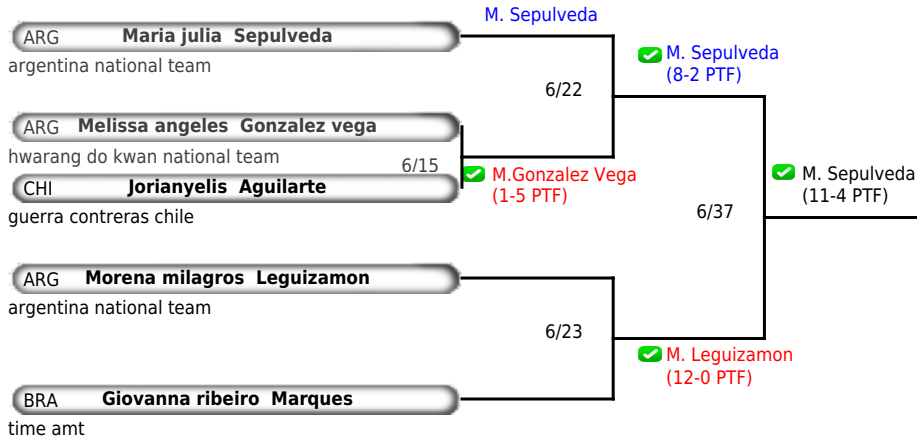 M. Sepulveda
ARG Maria julia Sepulveda
argentina national team
M. Sepulveda
(8-2 PTF)
6/22
ARG Melissa angeles Gonzalez vega
hwarang do kwan national team
6/15
M.Gonzalez Vega
(1-5 PTF)
CHI Jorianyelis Aguilarte
guerra contreras chile
M. Sepulveda
(11-4 PTF)
6/37
ARG Morena milagros Leguizamon
argentina national team
6/23
M. Leguizamon
(12-0 PTF)
BRA Giovanna ribeiro Marques
time amt